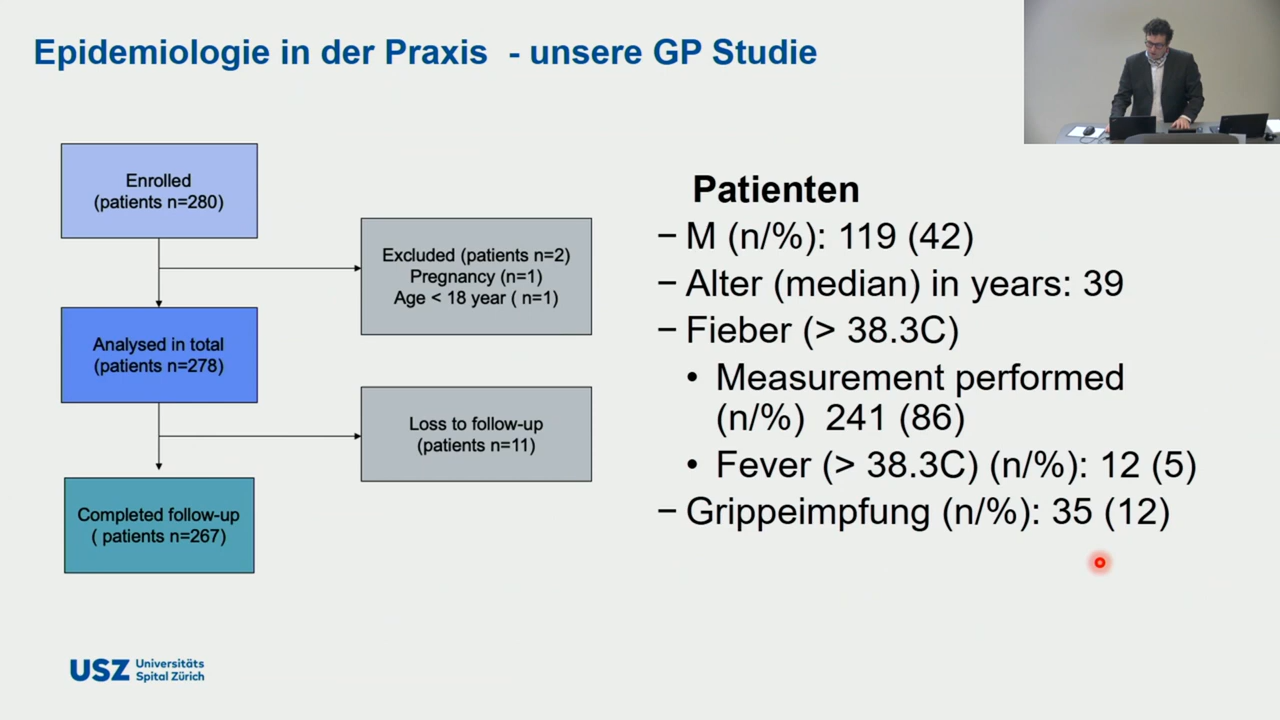 Epidemiologie in der Praxis - unsere GP Studie
Enrolled
(patients n=280)
Excluded (patients n=2)
Pregnancy (n=1)
Age < 18 year ( n=1)
Analysed in total
(patients n=278)
Loss to follow-up
(patients n=11)
Completed follow-up
( patients n=267)
Patienten
– M (n/%): 119 (42)
– Alter (median) in years: 39
– Fieber (> 38.3C)
• Measurement performed
(n/%) 241 (86)
• Fever (> 38.3C) (n/%): 12 (5)
– Grippeimpfung (n/%): 35 (12)
USZ Universitäts
Spital Zürich